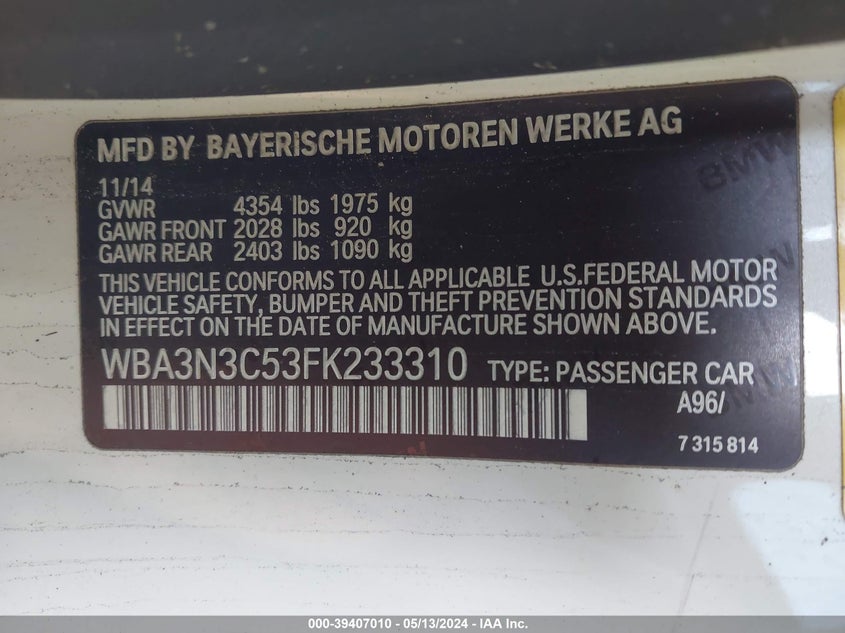 MFD BY BAYERISCHE MOTOREN WERKE AG
11/14
GVWR 4354 lbs 1975 kg
GAWR FRONT 2028 lbs 920 kg
GAWR REAR 2403 lbs 1090 kg
THIS VEHICLE CONFORMS TO ALL APPLICABLE U.S.FEDERAL MOTOR
VEHICLE SAFETY, BUMPER AND THEFT PREVENTION STANDARDS
IN EFFECT ON THE DATE OF MANUFACTURE SHOWN ABOVE.
WBA3N3C53FK233310 TYPE: PASSENGER CAR
A96/
7 315 814
BMW
BMW
000-39407010 - 05/13/2024 - IAA Inc.